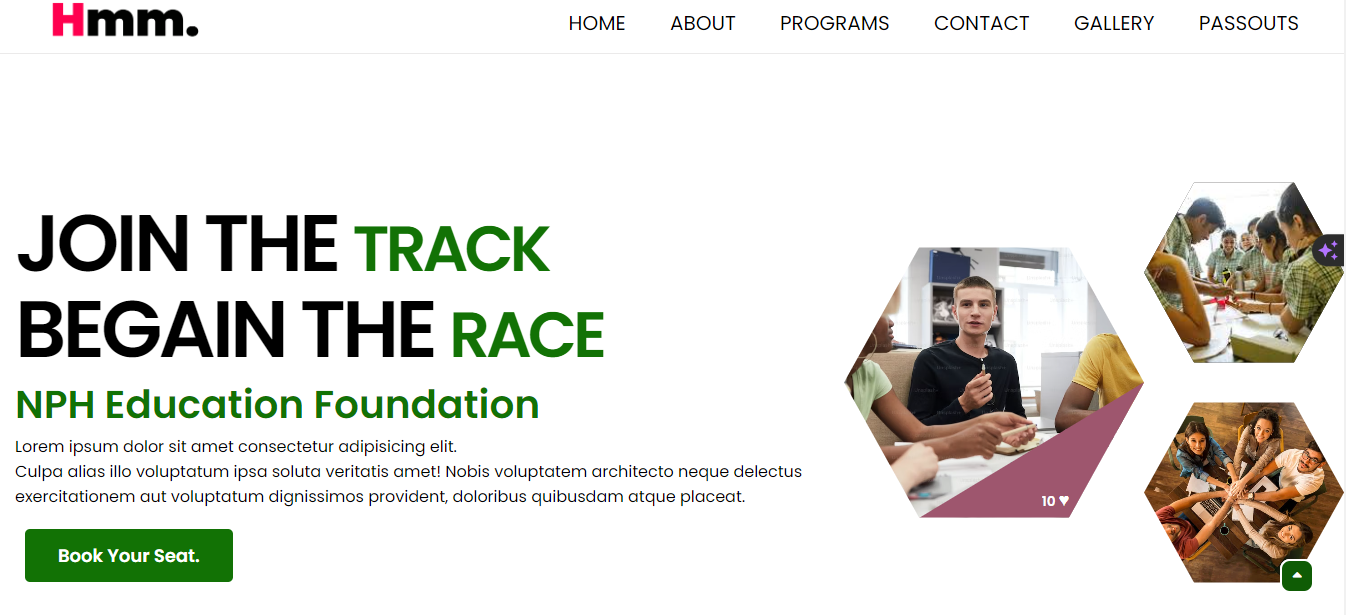 Hmm.
HOME ABOUT PROGRAMS CONTACT GALLERY PASSOUTS
JOIN THE TRACK
BEGAIN THE RACE
NPH Education Foundation
Lorem ipsum dolor sit amet consectetur adipisicing elit.
Culpa alias illo voluptatum ipsa soluta veritatis amet! Nobis voluptatem architecto neque delectus
exercitationem aut voluptatum dignissimos provident, doloribus quibusdam atque placeat.
Book Your Seat.
10 ♥